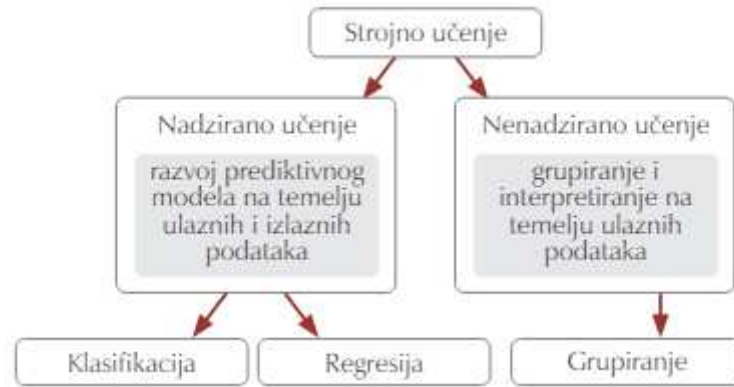 Strojno učenje
Nadzirano učenje
razvoj prediktivnog
modela na temelju
ulaznih i izlaznih
podataka
Nenadzirano učenje
grupiranje i
interpretiranje na
temelju ulaznih
podataka
Klasifikacija
Regresija
Grupiranje